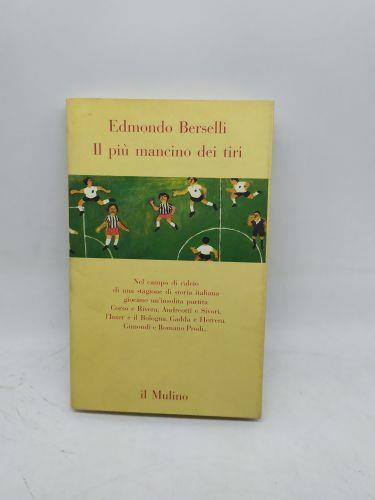 Edmondo Berselli
Il più mancino dei tiri
Nel campo di calcio
di una stagione di storia italiana
giocano un'insolita partita
Corso e Rivera, Andreotti e Sivori,
l'Inter e il Bologna, Gadda e Herrera,
Gimondi e Romano Prodi...
il Mulino